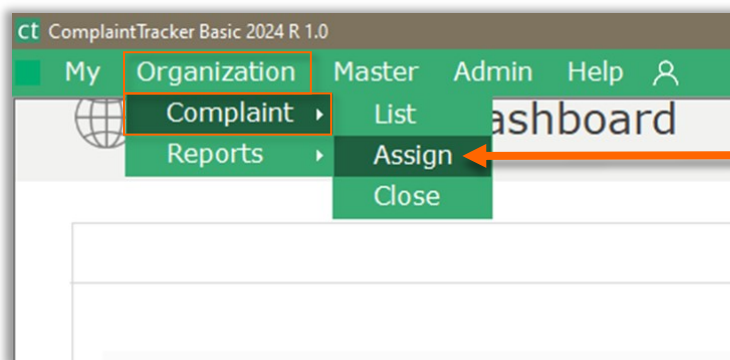 ct ComplaintTracker Basic 2024 R 1.0
My Organization Master Admin Help
Complaint List ashboard
Reports Assign
Close